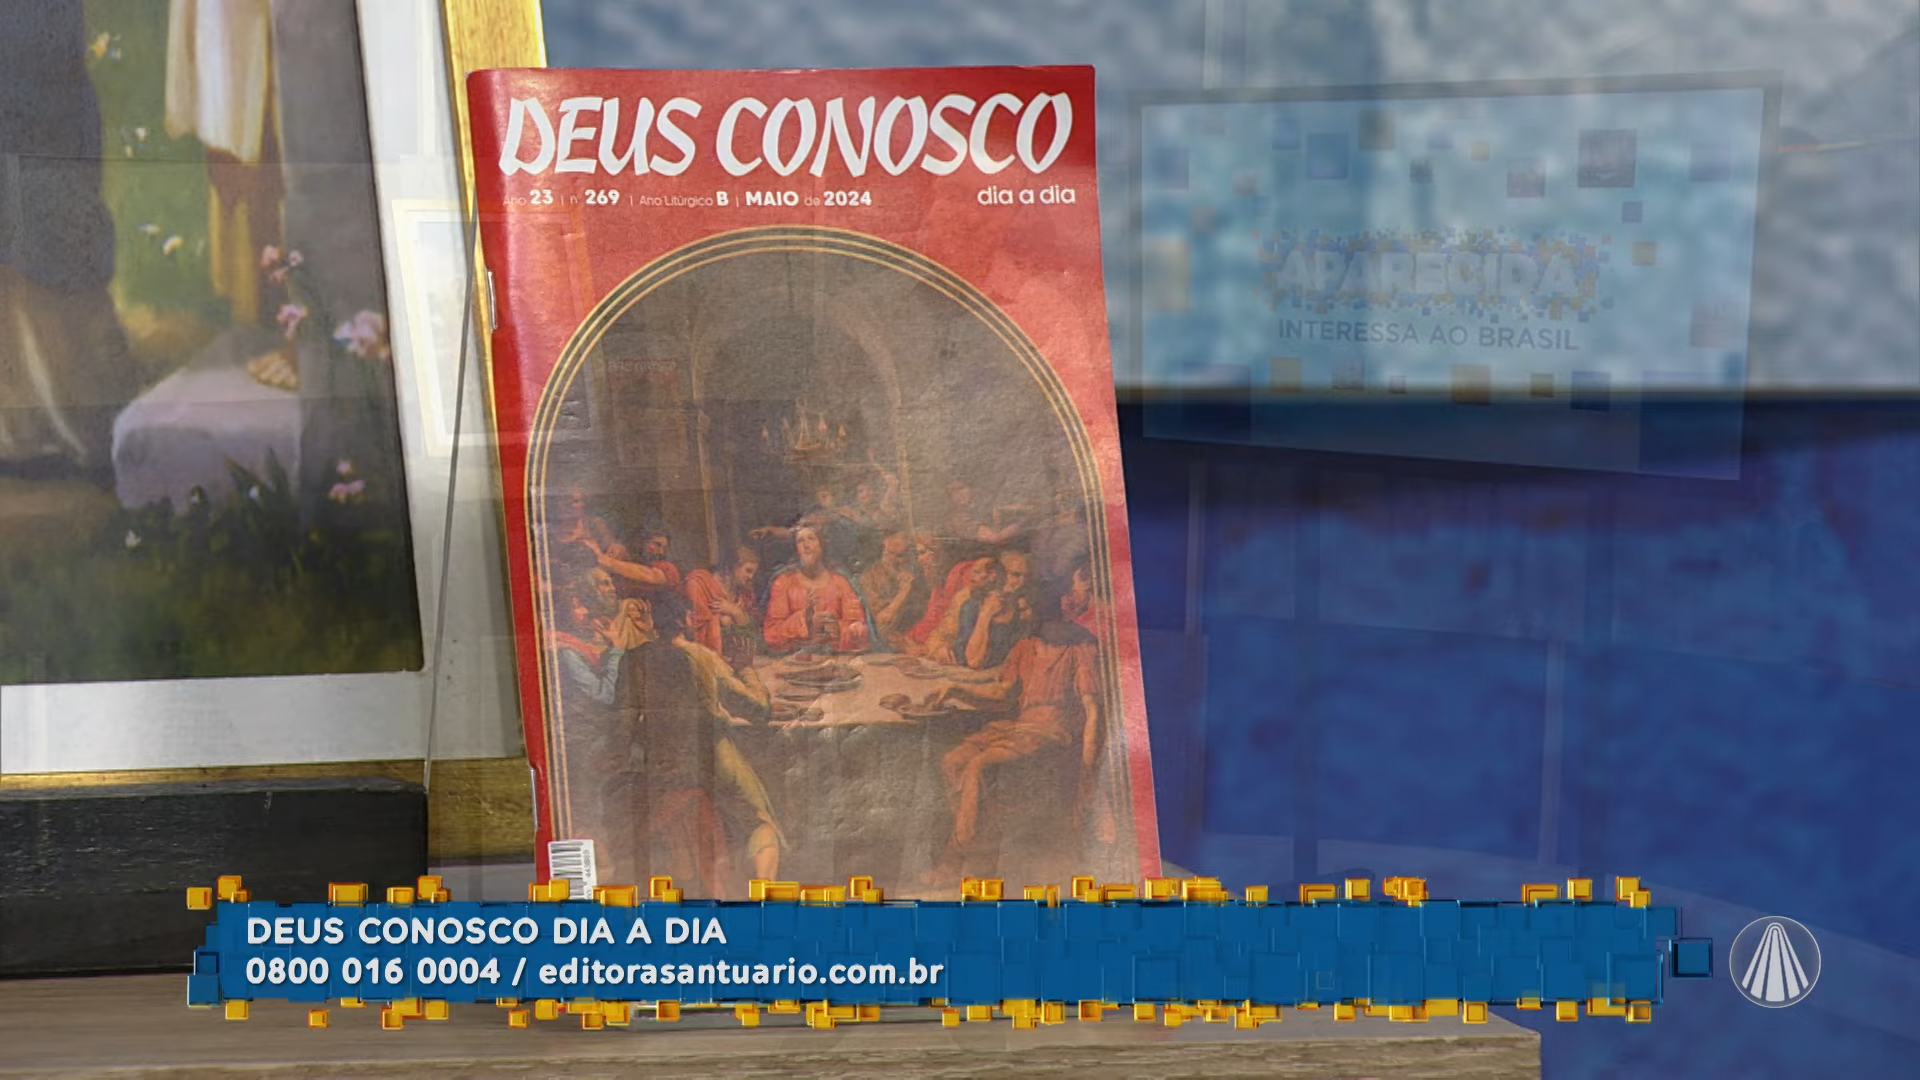 DEUS CONOSCO
Ano 23 | nº 269 | Ano Litúrgico B | MAIO de 2024
dia a dia
APARECIDA
INTERESSA AO BRASIL
DEUS CONOSCO DIA A DIA
0800 016 0004 / editorasantuario.com.br